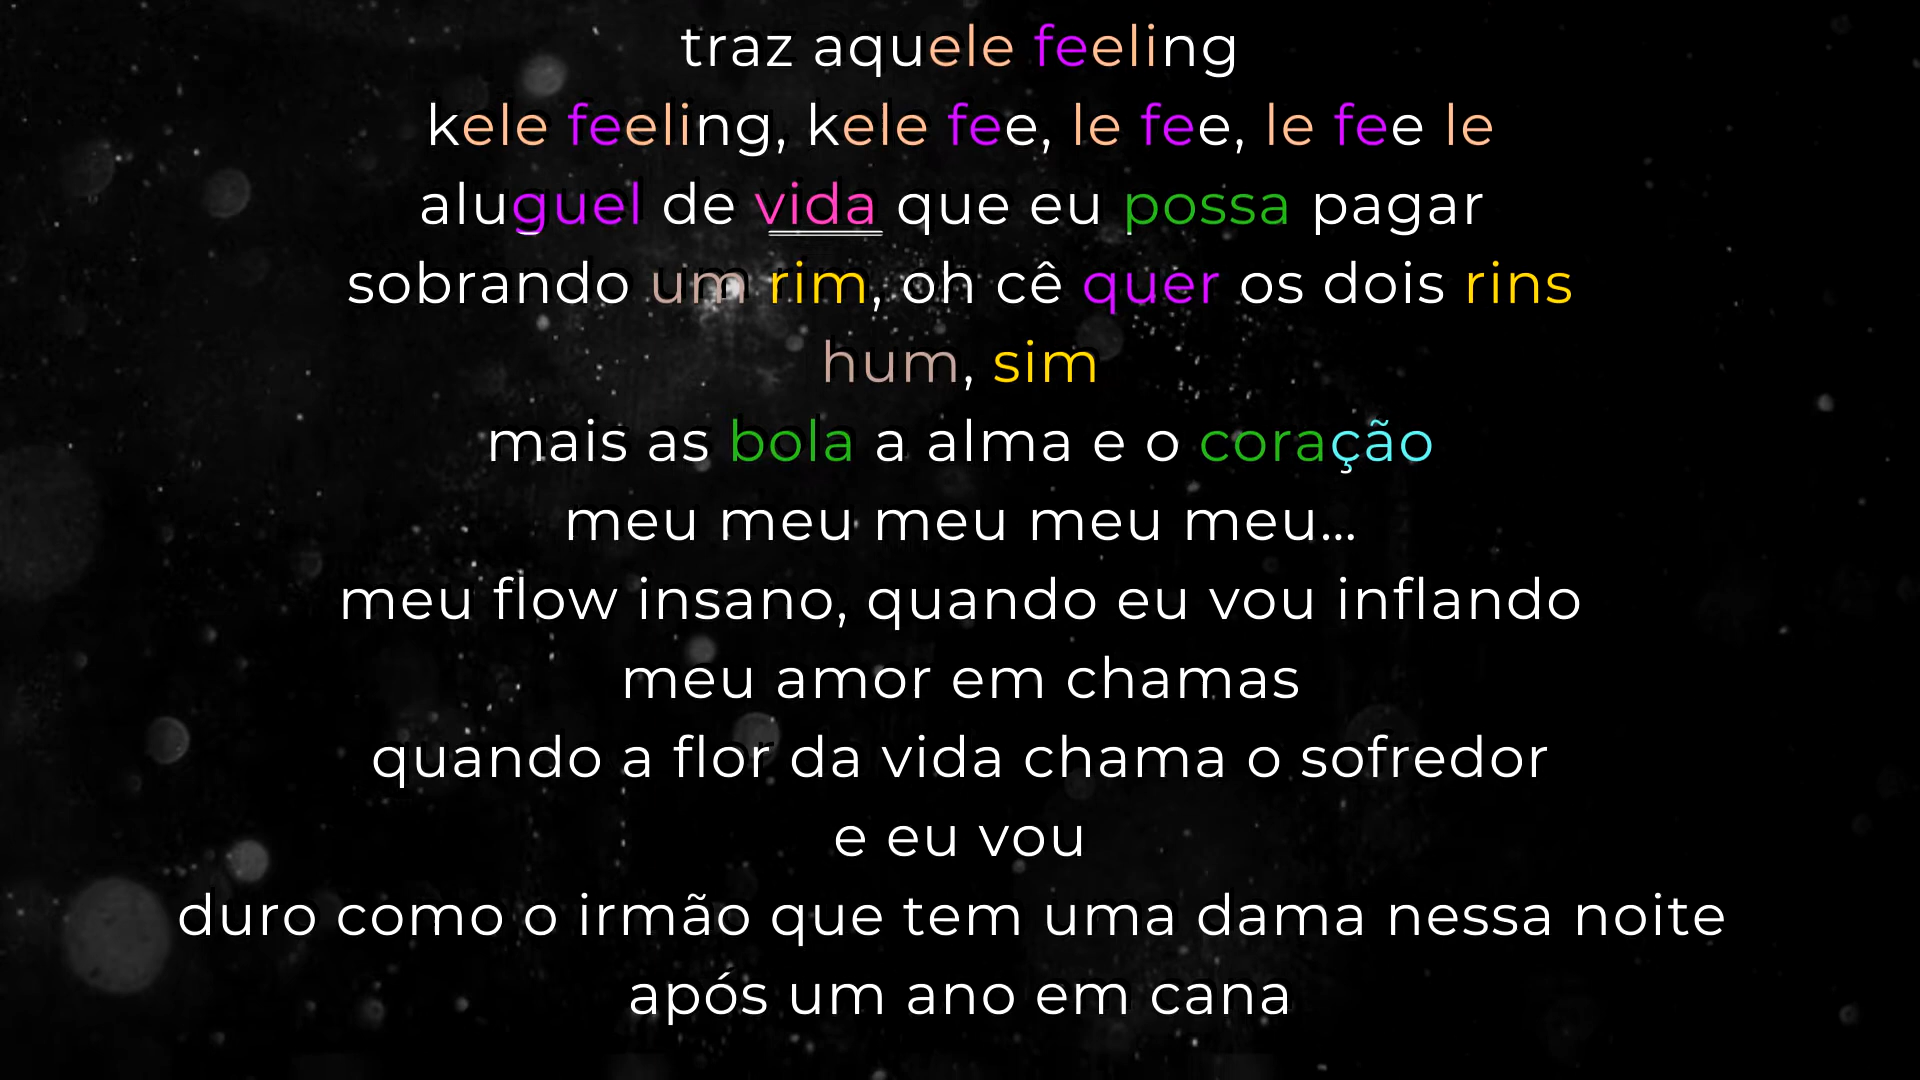 traz aquele feeling
kele feeling, kele fee, le fee, le fee le
aluguel de vida que eu possa pagar
sobrando um rim, oh cê quer os dois rins
hum, sim
mais as bola a alma e o coração
meu meu meu meu meu...
meu flow insano, quando eu vou inflando
meu amor em chamas
quando a flor da vida chama o sofredor
e eu vou
duro como o irmão que tem uma dama nessa noite
após um ano em cana